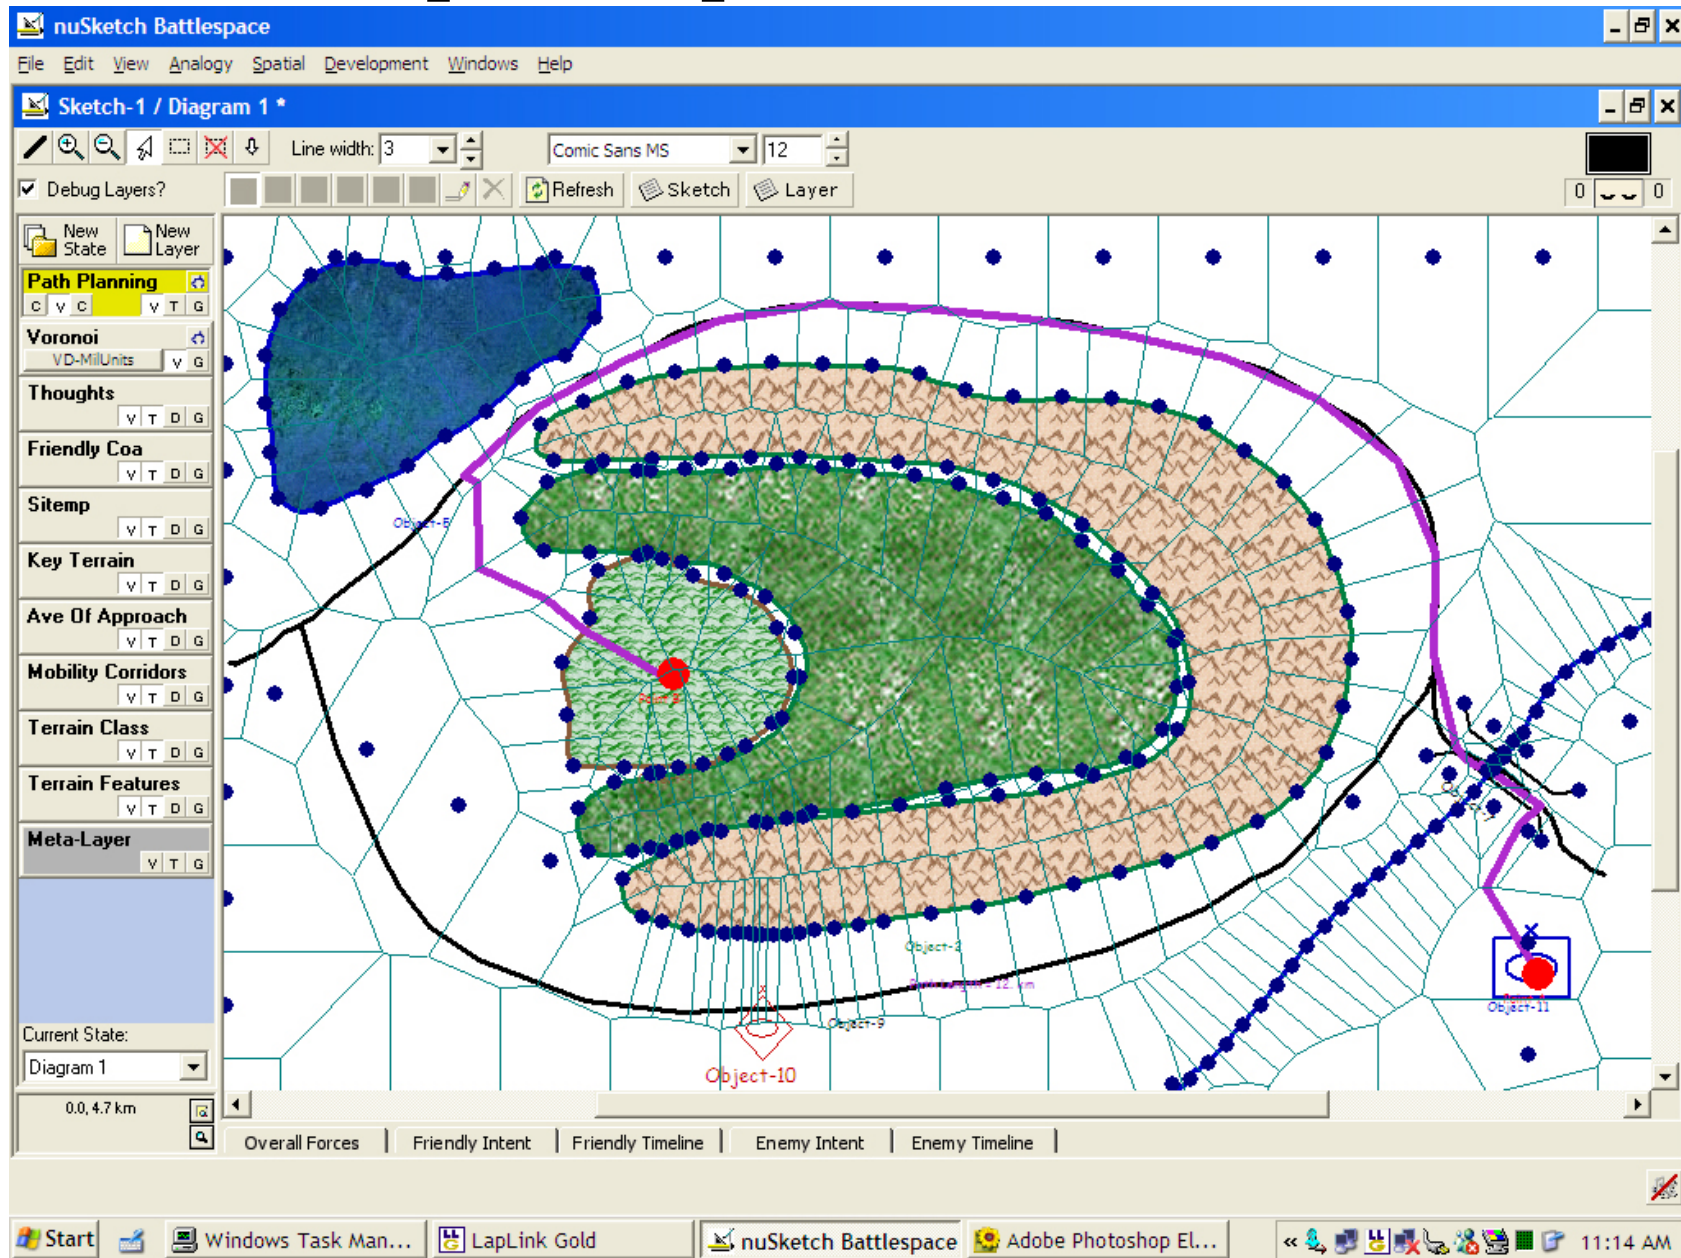 nuSketch Battlespace
File Edit View Analogy Spatial Development Windows Help
Sketch-1 / Diagram 1 *
Line width: 3 Comic Sans MS 12
Debug Layers? Refresh Sketch Layer 0 0
New State New Layer
Path Planning
C V C V T G
Voronoi
VD-MilUnits V G
Thoughts
V T D G
Friendly Coa
V T D G
Sitemp
V T D G
Key Terrain
V T D G
Ave Of Approach
V T D G
Mobility Corridors
V T D G
Terrain Class
V T D G
Terrain Features
V T D G
Meta-Layer
V T G
Object-2
Path Length = 12. km
Object-9
Object-10
Object-11
Current State:
Diagram 1
0.0, 4.7 km
Overall Forces Friendly Intent Friendly Timeline Enemy Intent Enemy Timeline
Start Windows Task Man... LapLink Gold nuSketch Battlespace Adobe Photoshop El... « 11:14 AM